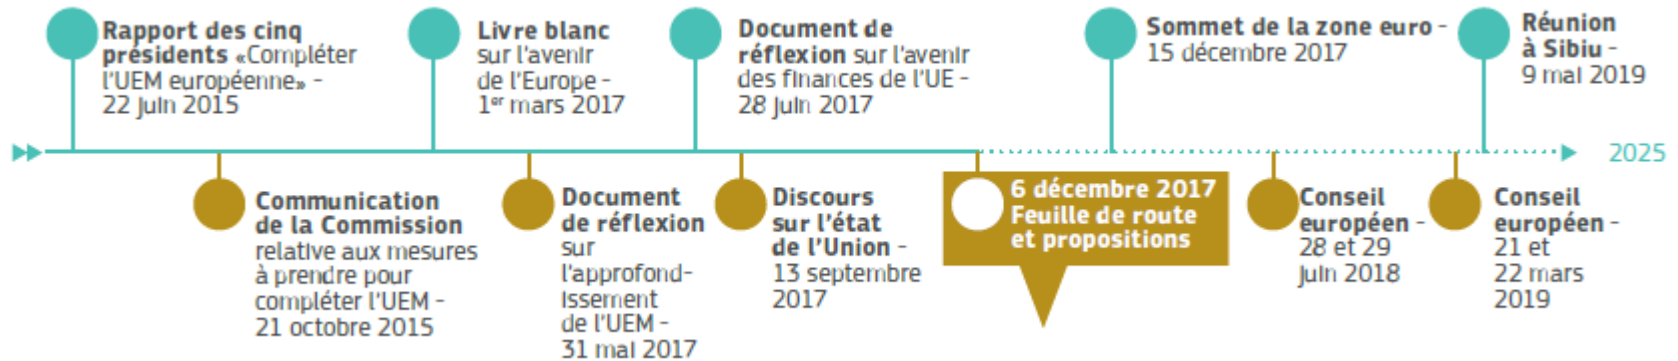 Rapport des cinq
présidents «Compléter
l'UEM européenne» -
22 juin 2015
Livre blanc
sur l'avenir
de l'Europe -
1er mars 2017
Document de
réflexion sur l'avenir
des finances de l'UE -
28 juin 2017
Sommet de la zone euro -
15 décembre 2017
Réunion
à Sibiu -
9 mai 2019
2025
Communication
de la Commission
relative aux mesures
à prendre pour
compléter l'UEM -
21 octobre 2015
Document
de réflexion
sur
l'approfond-
issement
de l'UEM -
31 mai 2017
Discours
sur l'état
de l'Union -
13 septembre
2017
6 décembre 2017
Feuille de route
et propositions
Conseil
européen -
28 et 29
juin 2018
Conseil
européen -
21 et
22 mars
2019